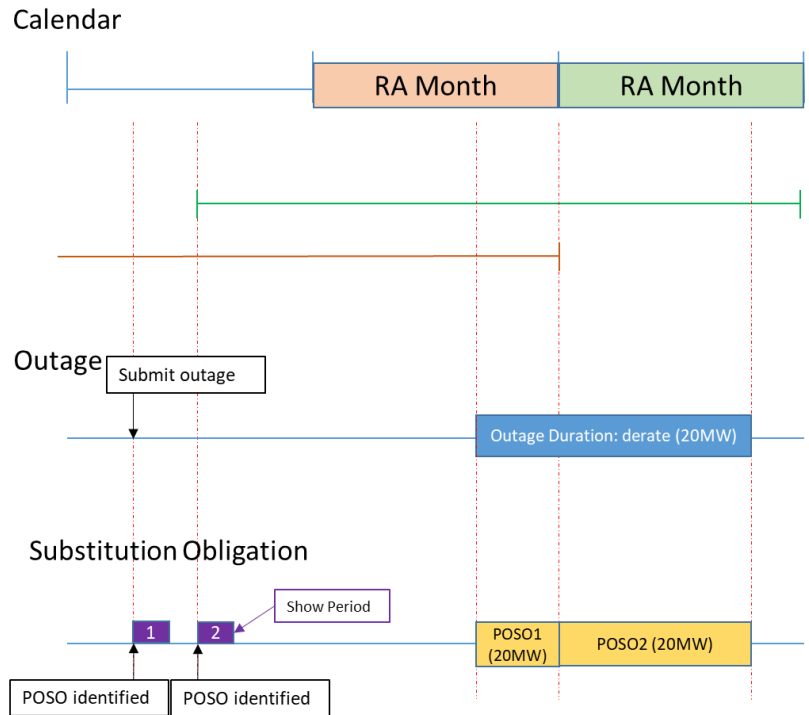 Calendar
RA Month
RA Month
Outage
Submit outage
Outage Duration: derate (20MW)
Substitution Obligation
Show Period
1
2
POSO1
(20MW)
POSO2 (20MW)
POSO identified
POSO identified